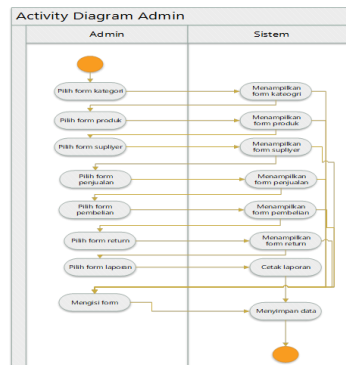 Activity Diagram Admin
Admin
Sistem
Pilih form kategori
Menampilkan
form kateogri
Pilih form produk
Menampilkan
form produk
Pilih form supliyer
Menampilkan
form supliyer
Pilih form
penjualan
Menampilkan
form penjualan
Pilih form
pembelian
Menampilkan
form pembelian
Pilih form return
Menampilkan
form return
Pilih form laporan
Cetak laporan
Mengisi form
Menyimpan data